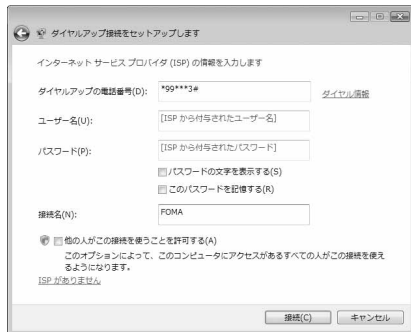 ダイヤルアップ接続をセットアップします
インターネット サービス プロバイダ (ISP) の情報を入力します
ダイヤルアップの電話番号(D): *99***3# ダイヤル情報
ユーザー名(U): [ISP から付与されたユーザー名]
パスワード(P): [ISP から付与されたパスワード]
パスワードの文字を表示する(S)
このパスワードを記憶する(R)
接続名(N): FOMA
他の人がこの接続を使うことを許可する(A)
このオプションによって、このコンピュータにアクセスがあるすべての人がこの接続を使え
るようになります。
ISP がありません
接続(C) キャンセル